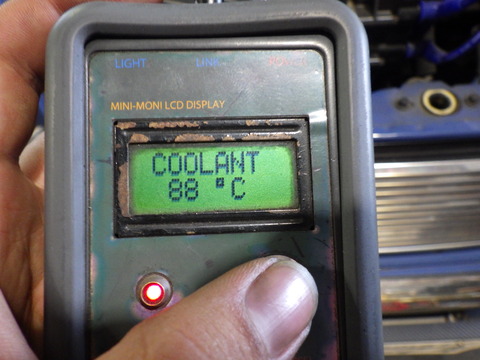 LIGHT
LINK
MINI-MONI LCD DISPLAY
COOLANT
88 °C